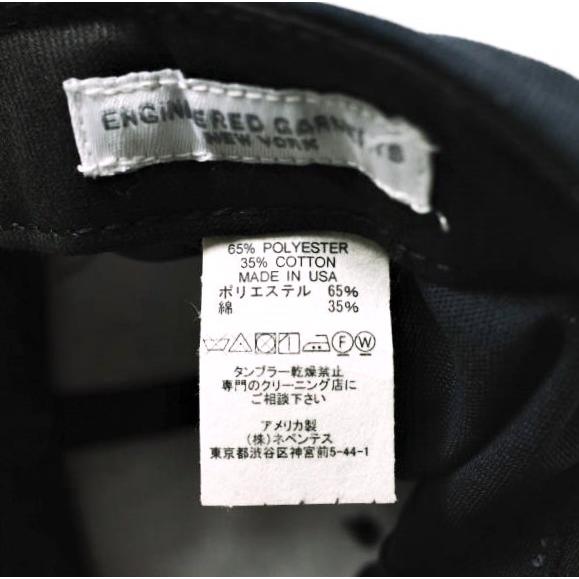 ENGINEERED GARMENTS
NEW YORK
65% POLYESTER
35% COTTON
MADE IN USA
ポリエステル 65%
綿 35%
F W
タンブラー乾燥禁止
専門のクリーニング店に
ご相談下さい
アメリカ製
(株)ネペンテス
東京都渋谷区神宮前5-44-1